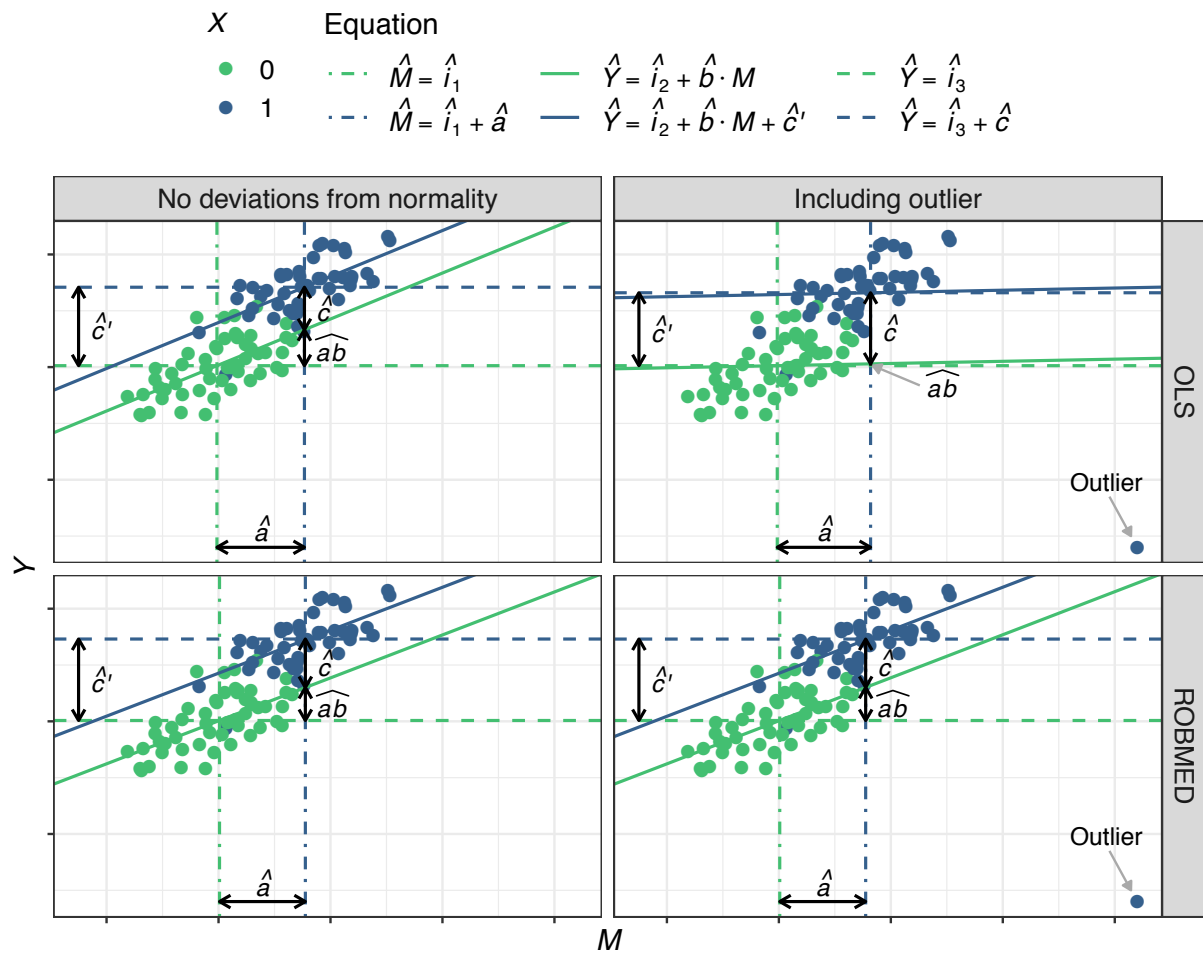 X Equation
0 M̂ = î₁ Ŷ = î₂ + b̂ · M Ŷ = î₃
1 M̂ = î₁ + â Ŷ = î₂ + b̂ · M + ĉ' Ŷ = î₃ + ĉ
No deviations from normality
Including outlier
ĉ'
ĉ
âb
â
ĉ'
ĉ
âb
Outlier
â
OLS
Y
ĉ'
ĉ
âb
â
ĉ'
ĉ
âb
Outlier
â
ROBMED
M